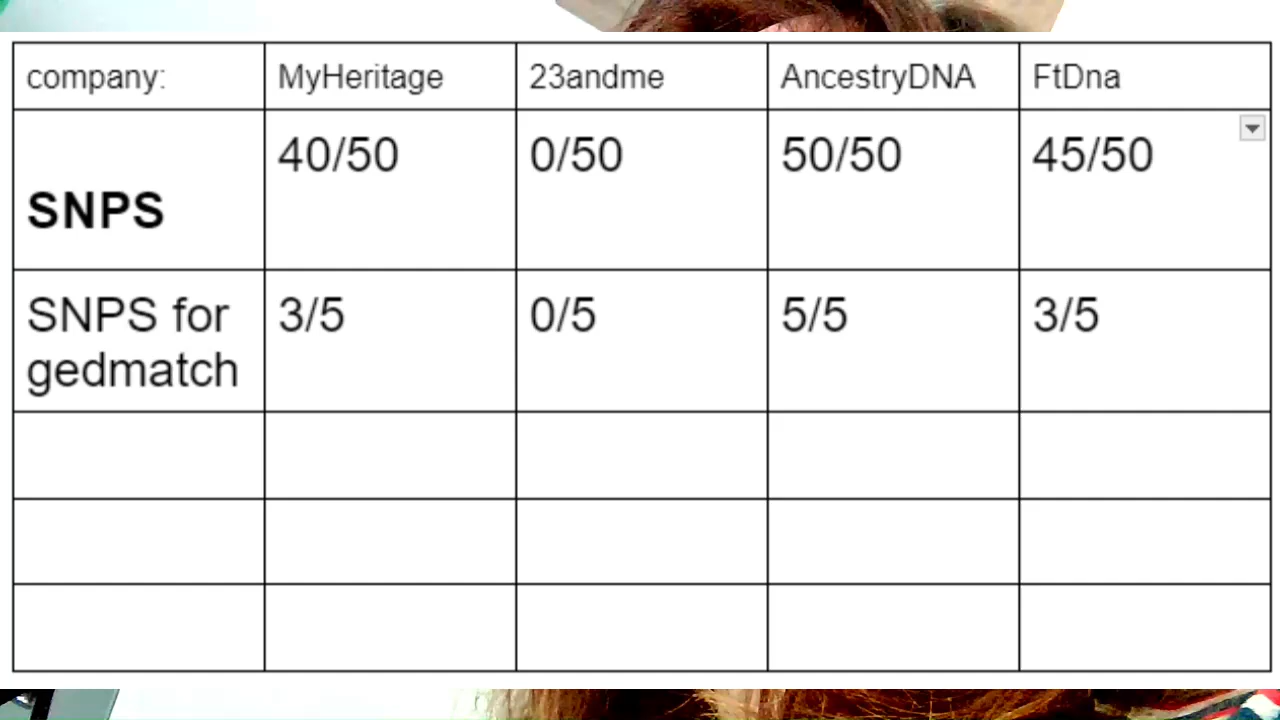 company: MyHeritage 23andme AncestryDNA FtDna
SNPS 40/50 0/50 50/50 45/50
SNPS for gedmatch 3/5 0/5 5/5 3/5